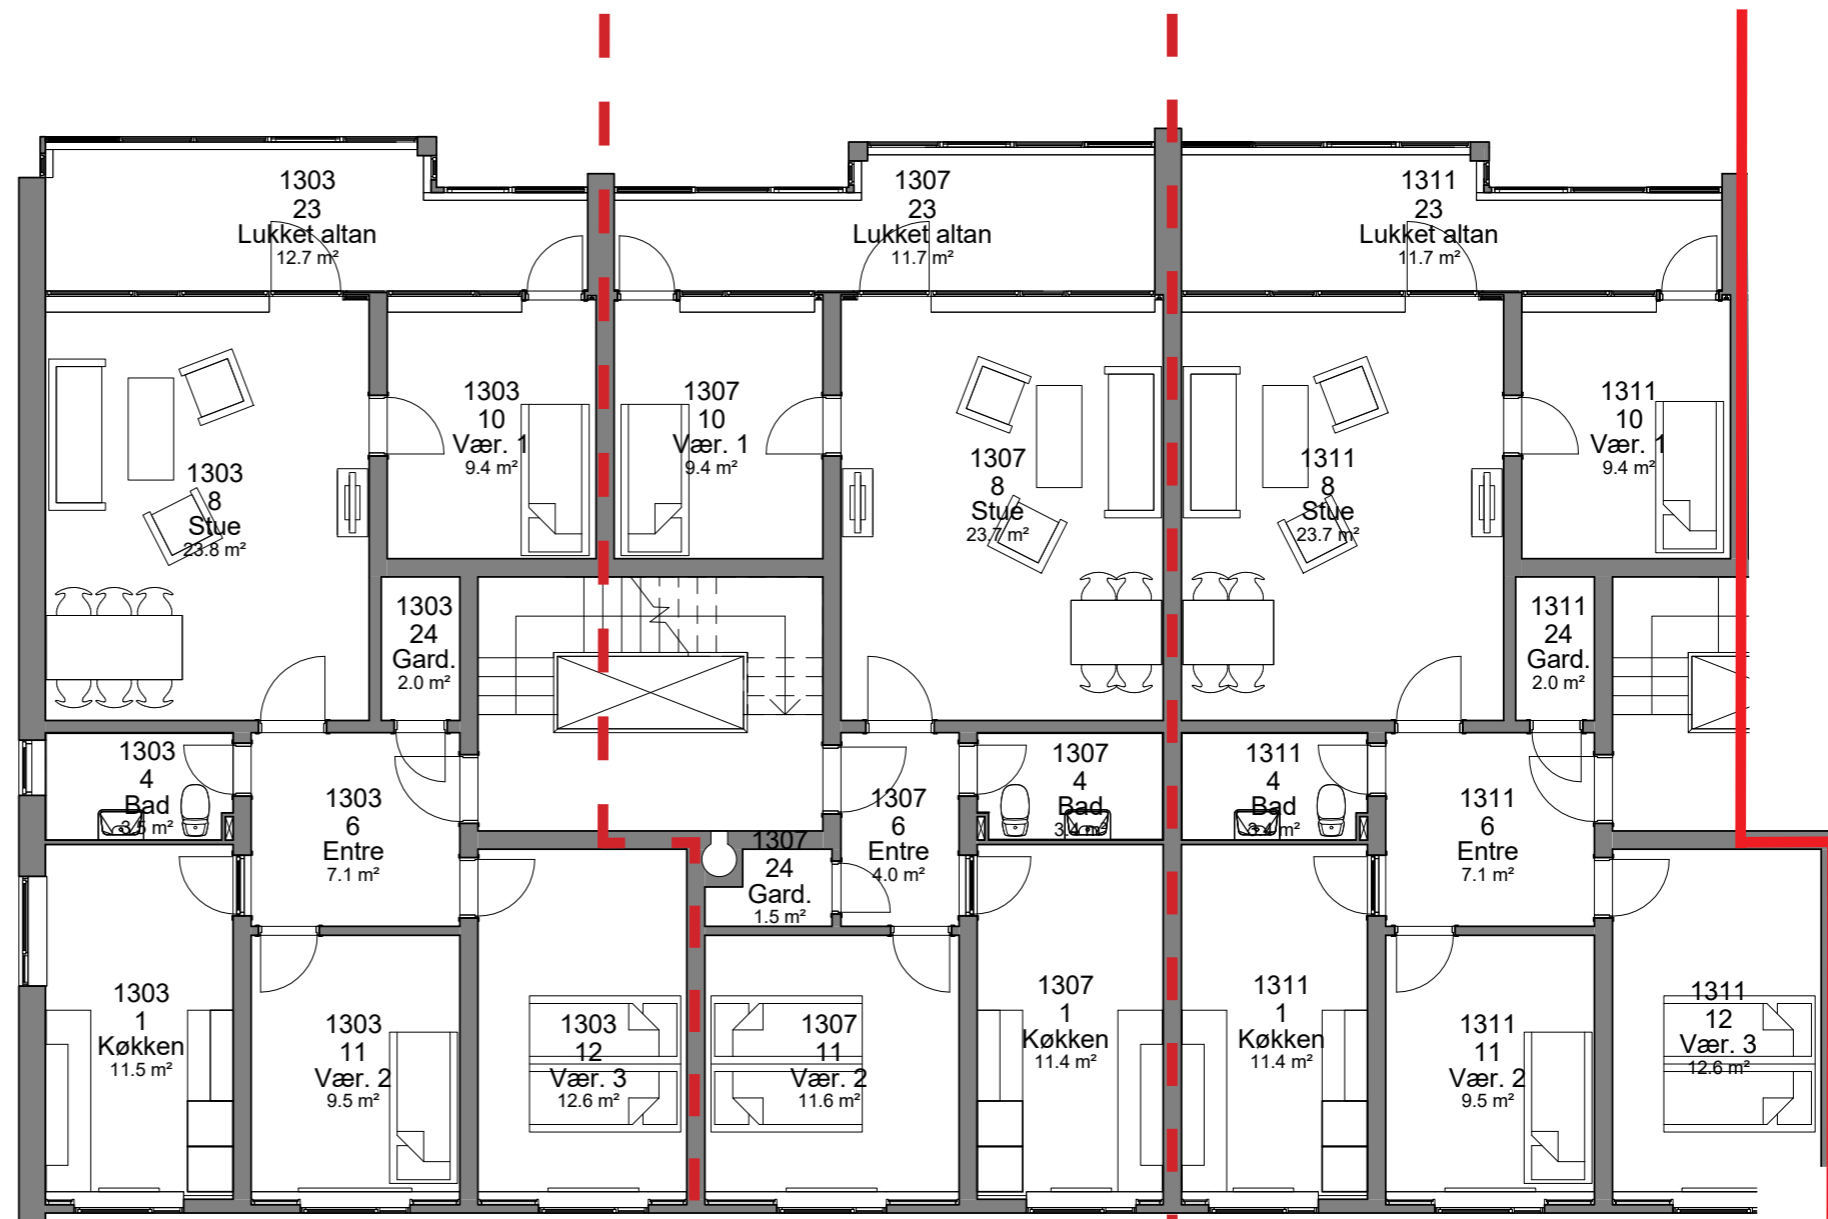 1303
23
Lukket altan
12.7 m²
1307
23
Lukket altan
11.7 m²
1311
23
Lukket altan
11.7 m²
1303
8
Stue
23.8 m²
1303
10
Vær. 1
9.4 m²
1307
10
Vær. 1
9.4 m²
1307
8
Stue
23.7 m²
1311
8
Stue
23.7 m²
1311
10
Vær. 1
9.4 m²
1303
24
Gard.
2.0 m²
1311
24
Gard.
2.0 m²
1303
4
Bad
3.5 m²
1303
6
Entre
7.1 m²
1307
24
Gard.
1.5 m²
1307
6
Entre
4.0 m²
1307
4
Bad
3.4 m²
1311
4
Bad
3.4 m²
1311
6
Entre
7.1 m²
1303
1
Køkken
11.5 m²
1303
11
Vær. 2
9.5 m²
1303
12
Vær. 3
12.6 m²
1307
11
Vær. 2
11.6 m²
1307
1
Køkken
11.4 m²
1311
1
Køkken
11.4 m²
1311
11
Vær. 2
9.5 m²
1311
12
Vær. 3
12.6 m²